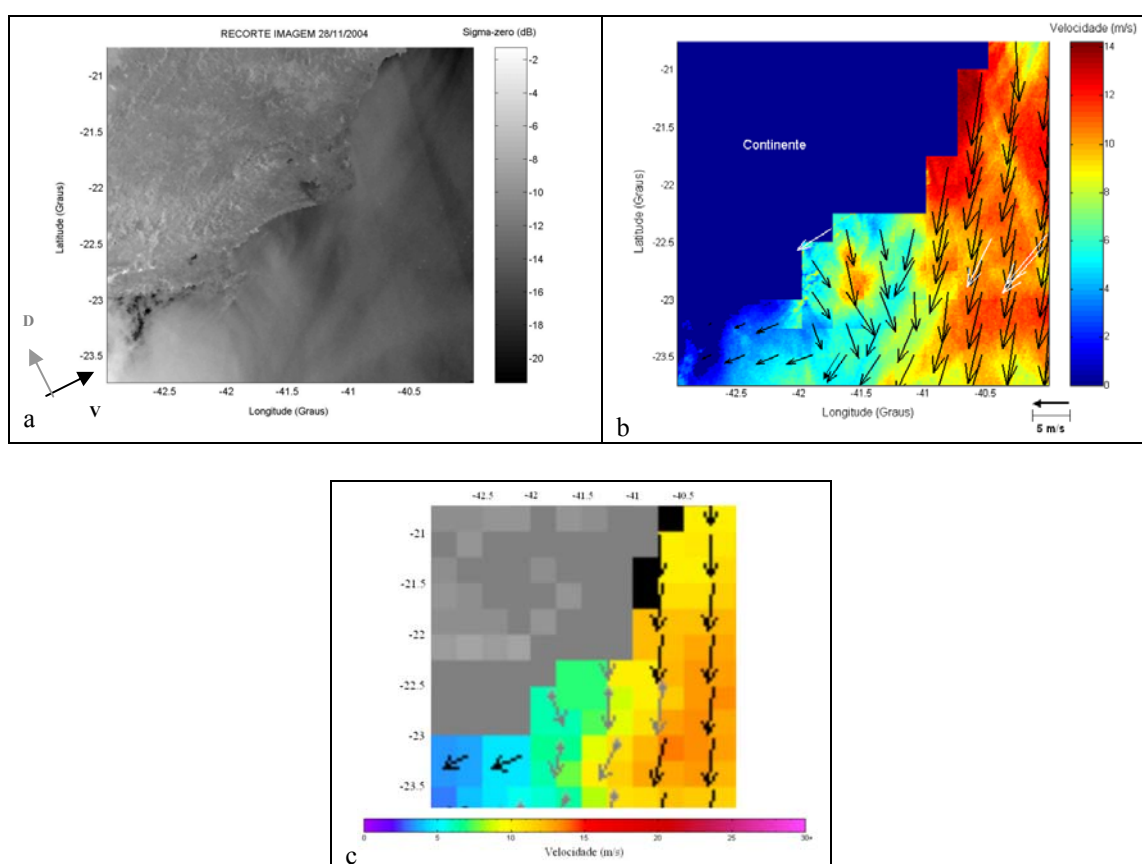 RECORTE IMAGEM 28/11/2004
Sigma-zero (dB)
-21
-21.5
-22
-22.5
-23
-23.5
Latitude (Graus)
-42.5 -42 -41.5 -41 -40.5
Longitude (Graus)
-2
-4
-6
-8
-10
-12
-14
-16
-18
-20
D
V
a
Velocidade (m/s)
-21
-21.5
-22
-22.5
-23
-23.5
Latitude (Graus)
Continente
-42.5 -42 -41.5 -41 -40.5
Longitude (Graus)
14
12
10
8
6
4
2
0
5 m/s
b
-42.5 -42 -41.5 -41 -40.5
-21
-21.5
-22
-22.5
-23
-23.5
0 5 10 15 20 25 30+
Velocidade (m/s)
c